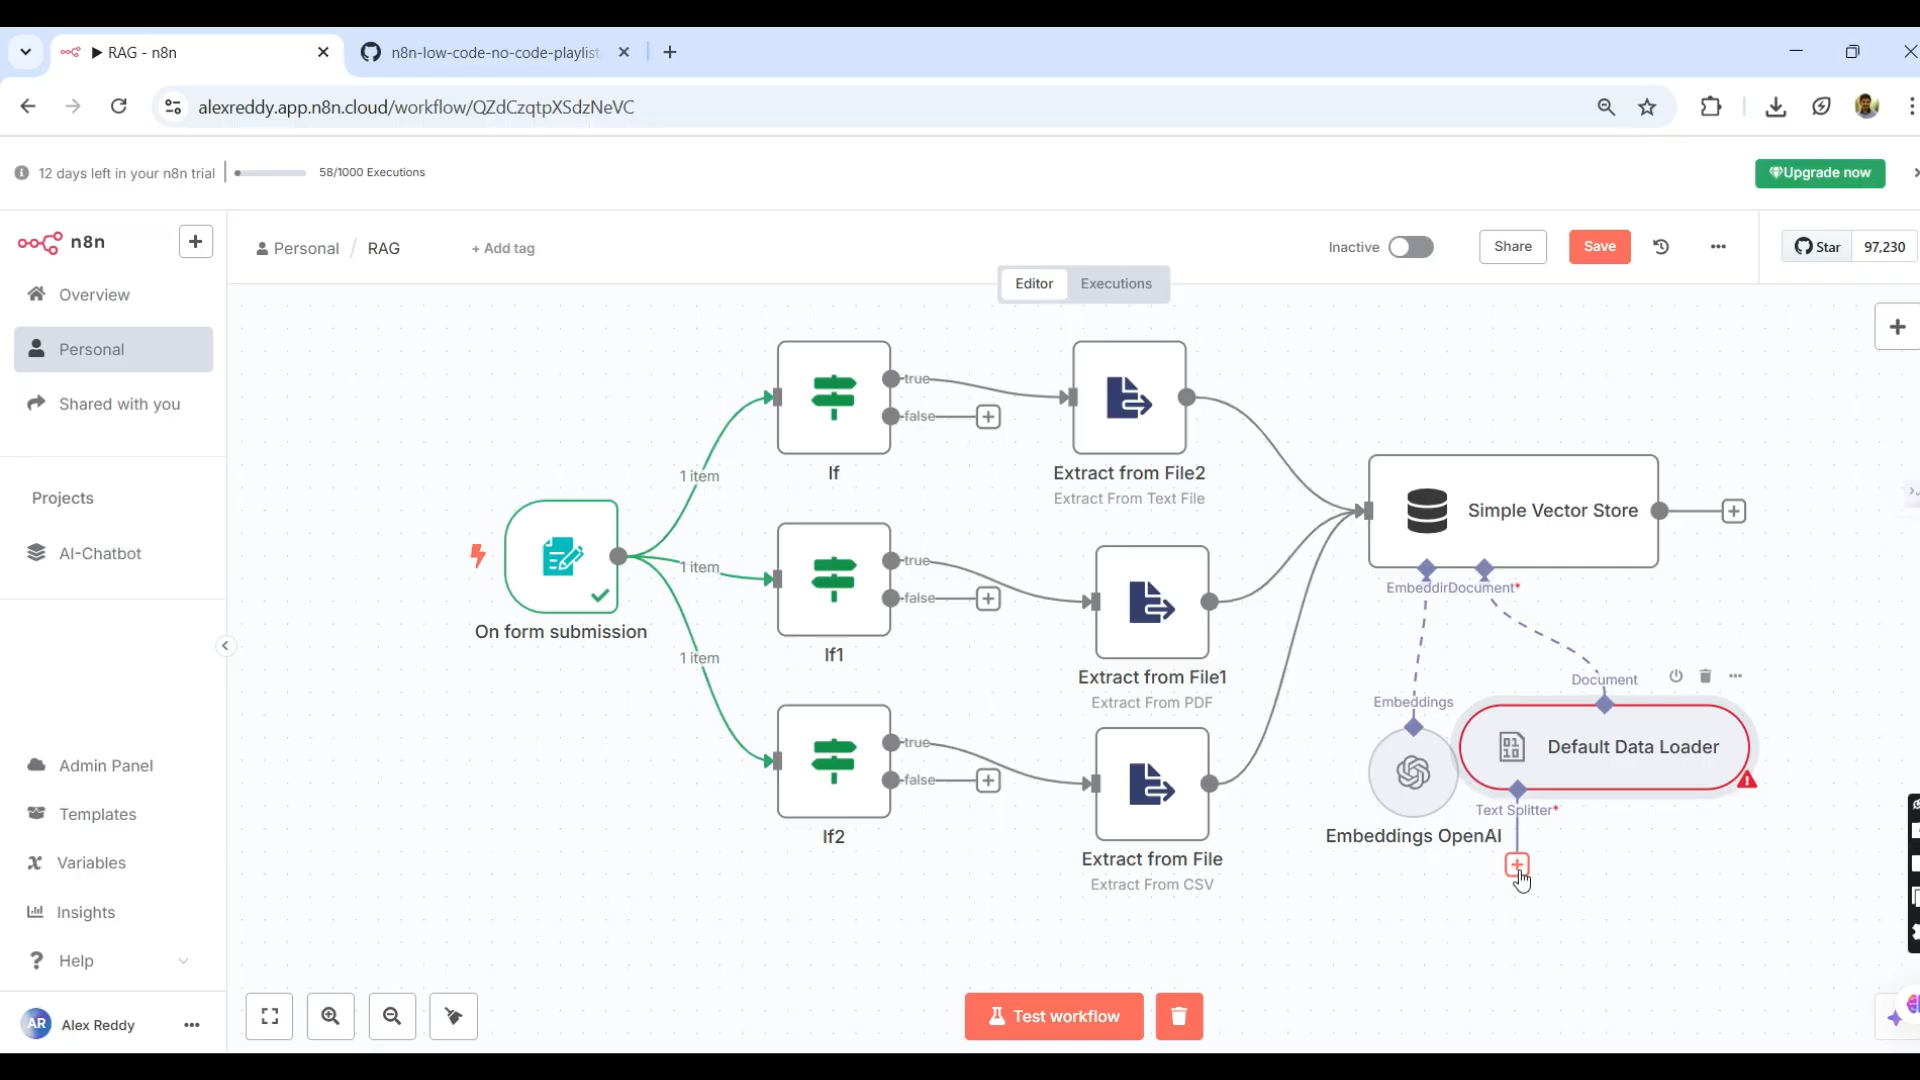 RAG - n8n
n8n-low-code-no-code-playlist
alexreddy.app.n8n.cloud/workflow/QZdCzqtpXSdzNeVC
12 days left in your n8n trial
58/1000 Executions
Upgrade now
n8n
Personal / RAG
+ Add tag
Inactive
Share
Save
Star
97,230
Editor
Executions
Overview
Personal
Shared with you
Projects
AI-Chatbot
Admin Panel
Templates
Variables
Insights
Help
AR
Alex Reddy
On form submission
1 item
1 item
1 item
true
false
If
true
false
If1
true
false
If2
Extract from File2
Extract From Text File
Extract from File1
Extract From PDF
Extract from File
Extract From CSV
Simple Vector Store
EmbeddirDocument*
Embeddings
Embeddings OpenAI
Document
Default Data Loader
Text Splitter*
Test workflow